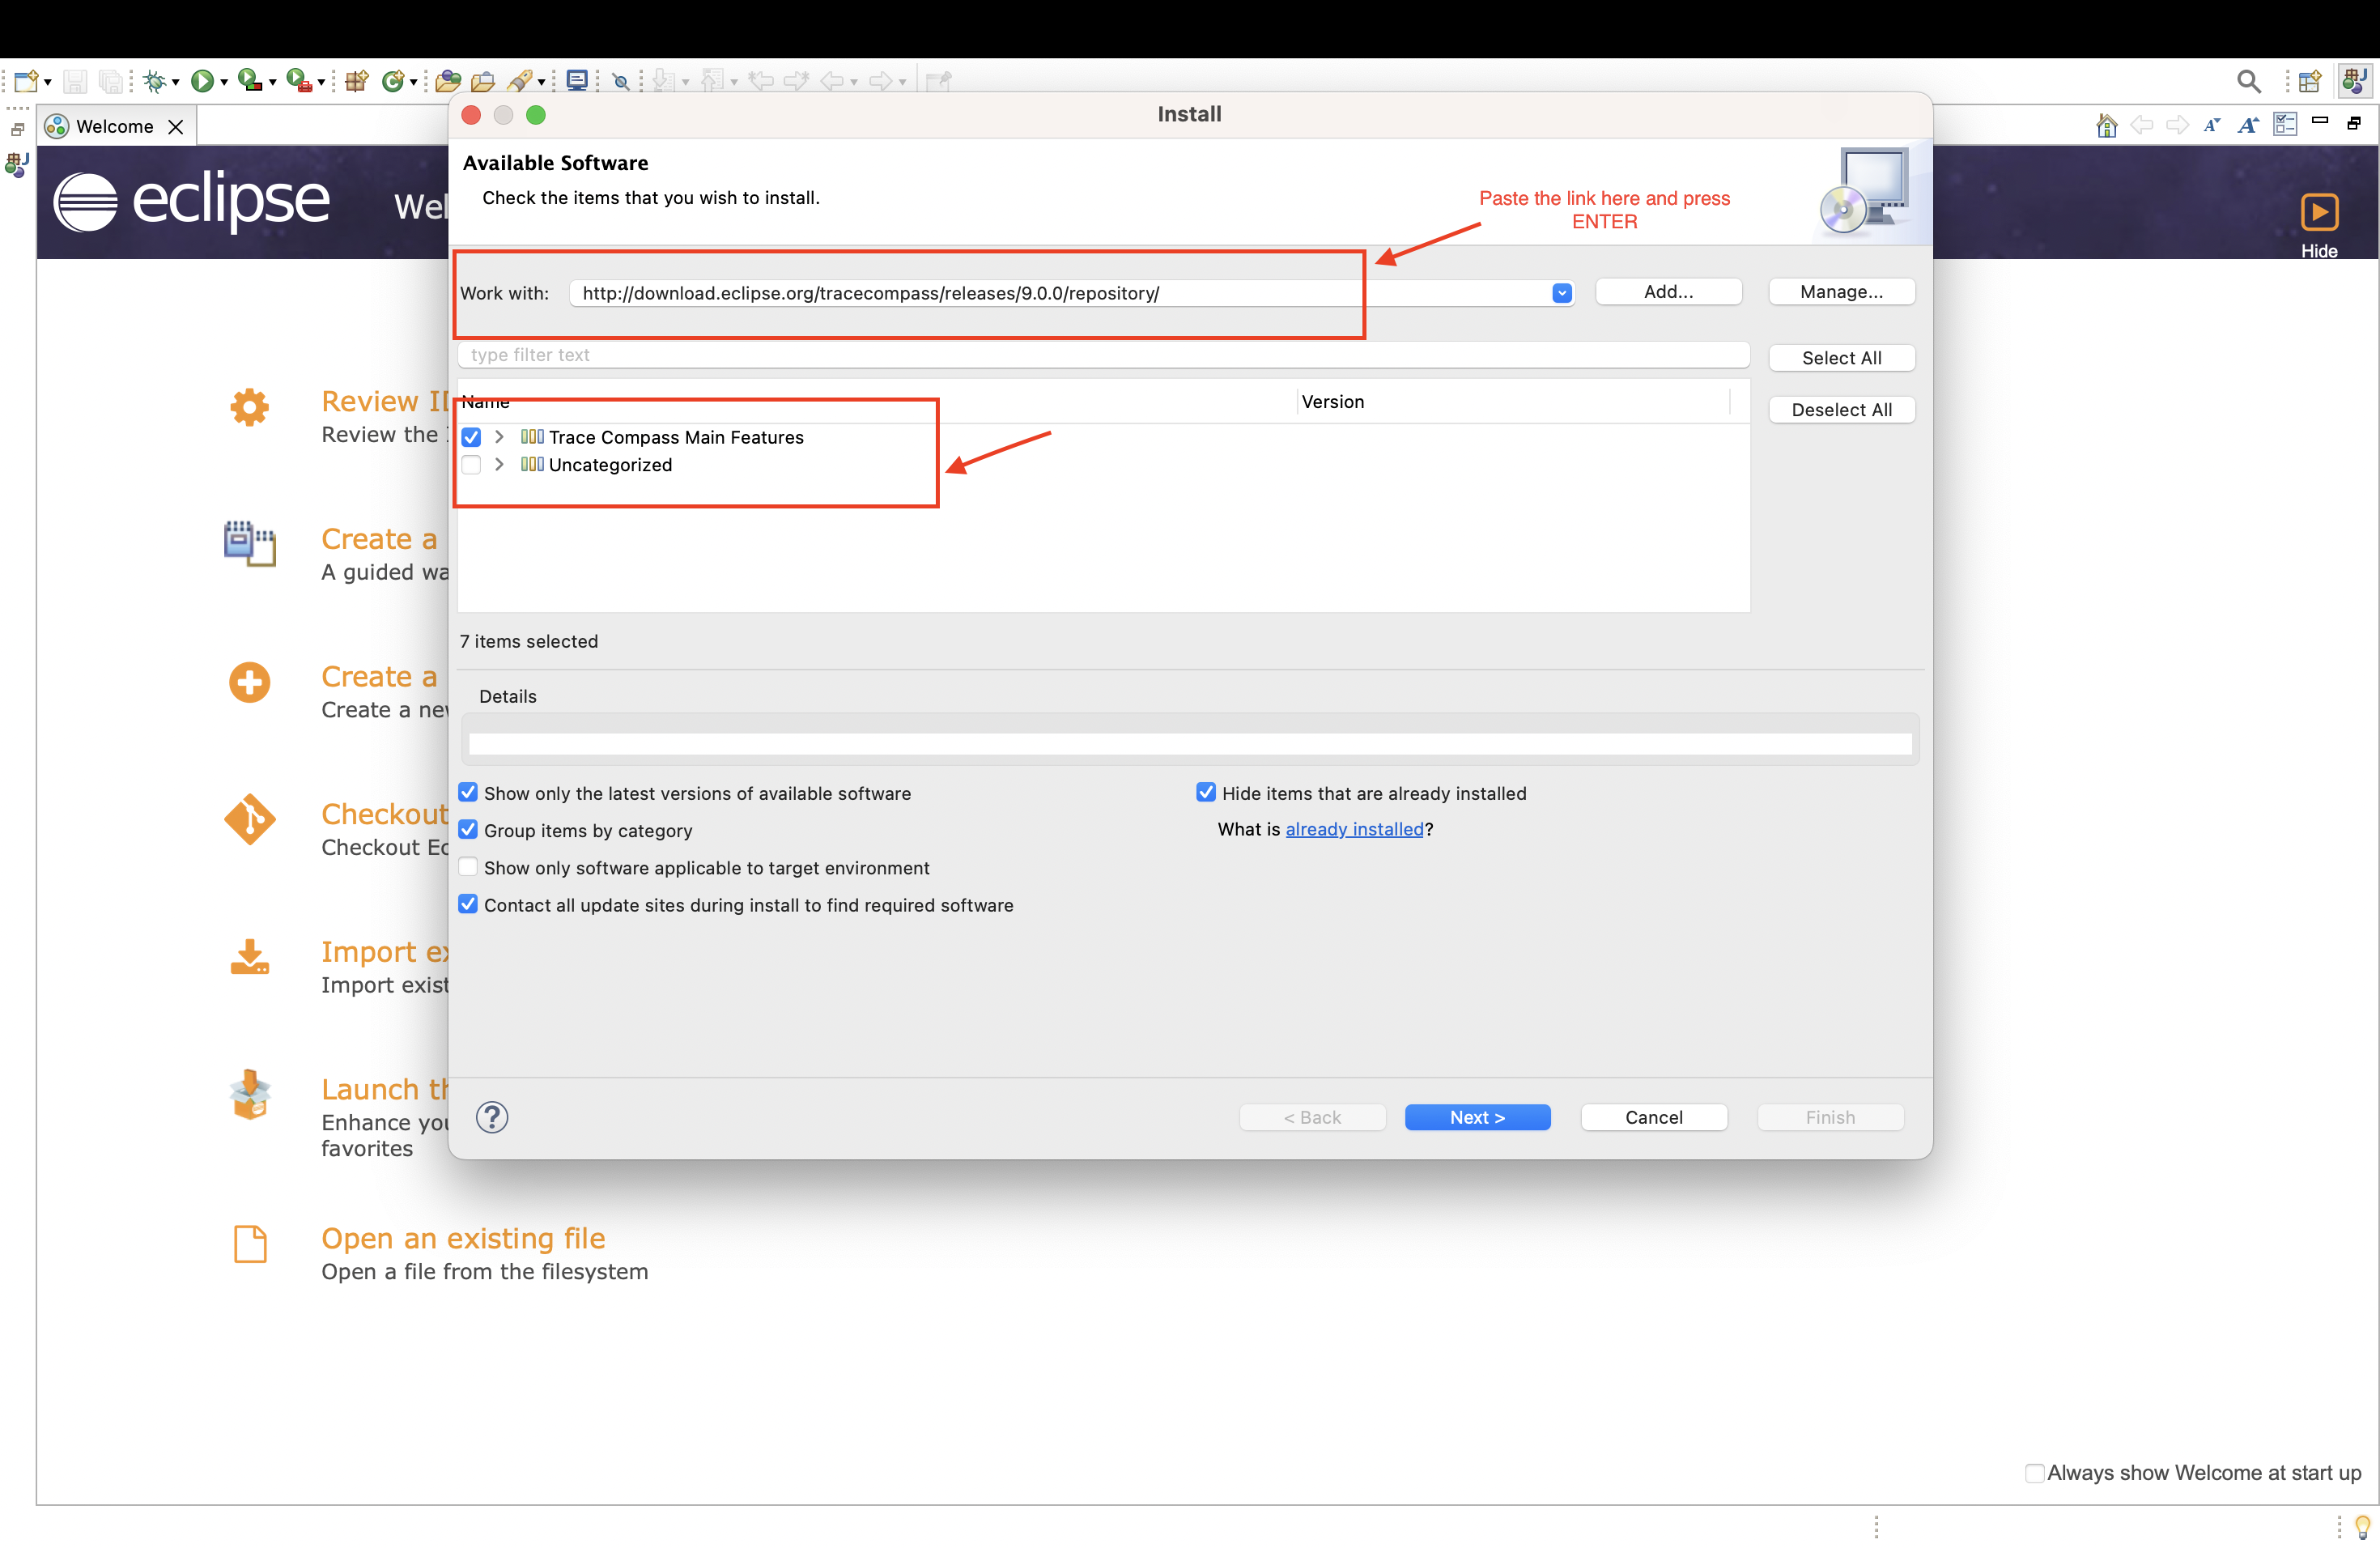 Welcome
Install
eclipse
Wel
Hide
Available Software
Check the items that you wish to install.
Paste the link here and press
ENTER
Work with:
http://download.eclipse.org/tracecompass/releases/9.0.0/repository/
Add...
Manage...
type filter text
Select All
Deselect All
Name
Version
Trace Compass Main Features
Uncategorized
7 items selected
Details
Show only the latest versions of available software
Hide items that are already installed
Group items by category
What is already installed?
Show only software applicable to target environment
Contact all update sites during install to find required software
< Back
Next >
Cancel
Finish
Review
Review the
Create a
A guided wa
Create a
Create a new
Checkout
Checkout Ec
Import ex
Import exist
Launch th
Enhance you
favorites
Open an existing file
Open a file from the filesystem
Always show Welcome at start up